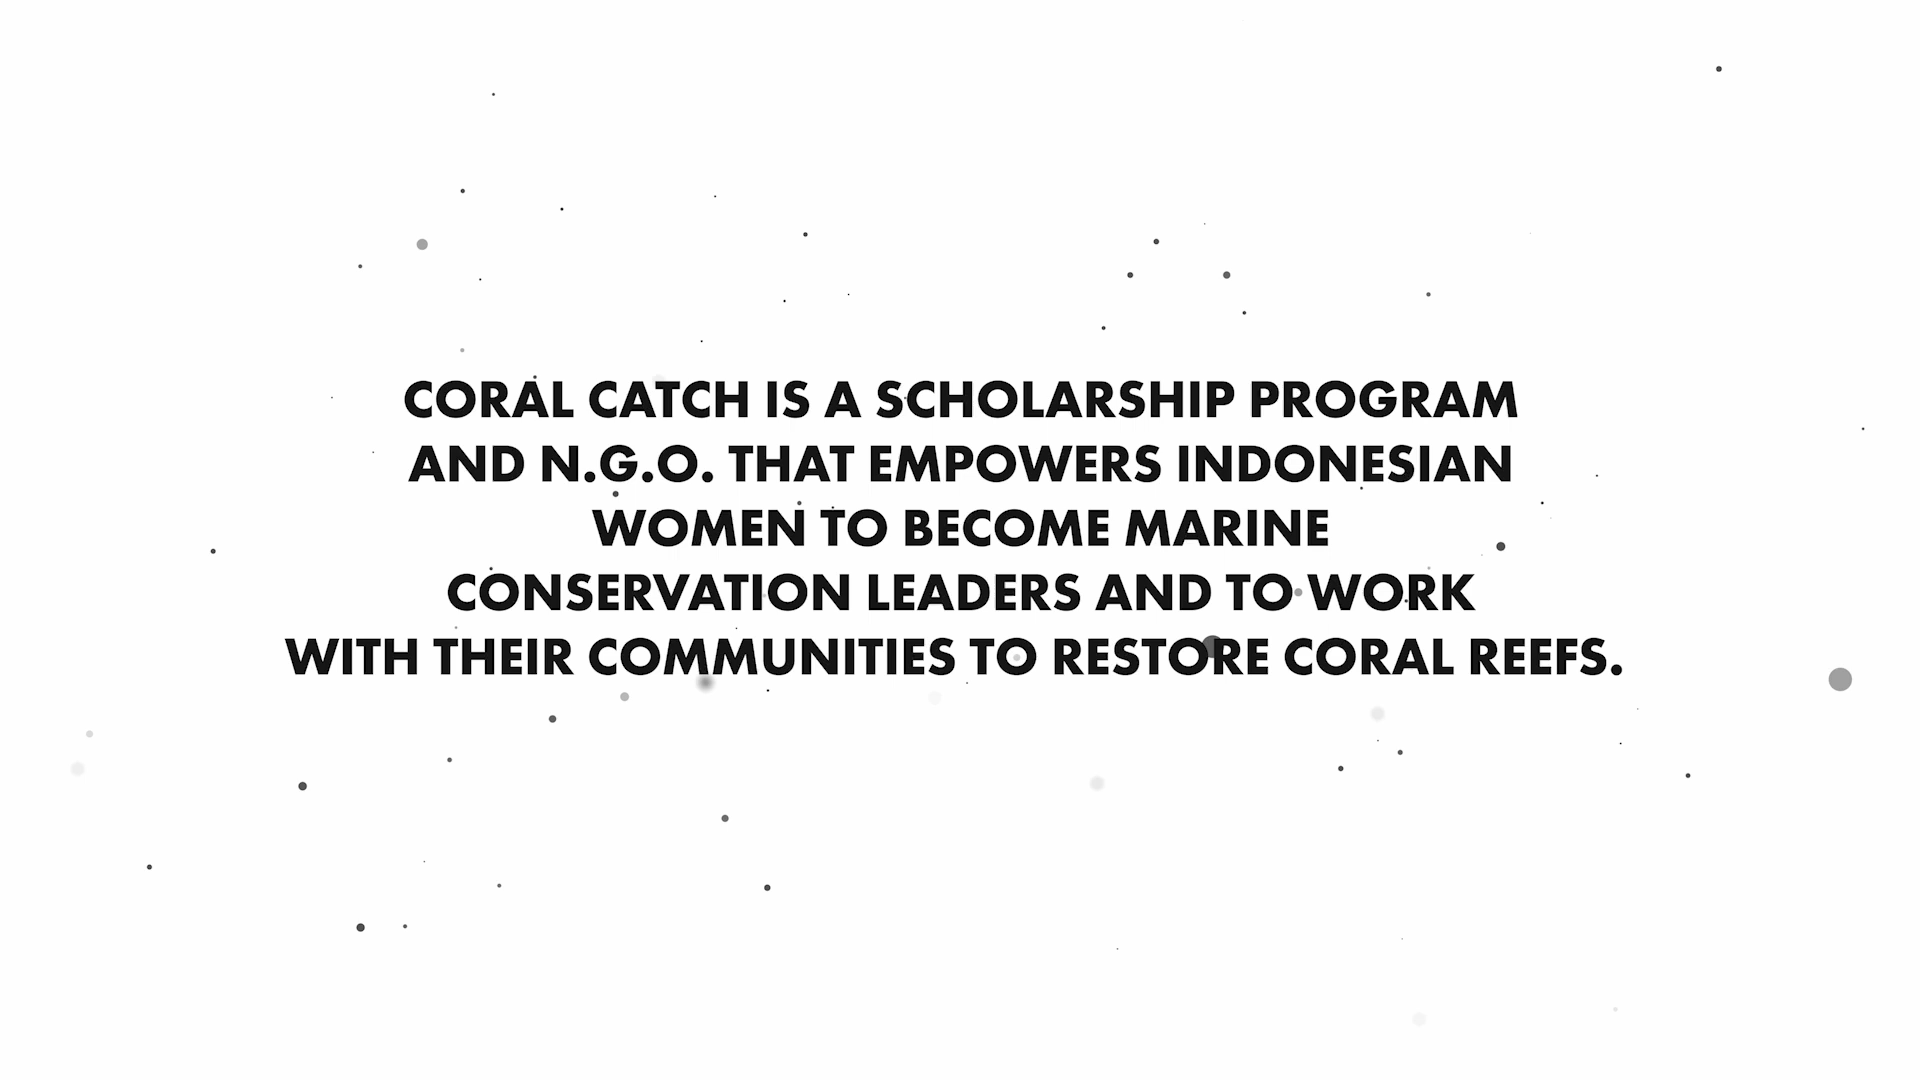 CORAL CATCH IS A SCHOLARSHIP PROGRAM
AND N.G.O. THAT EMPOWERS INDONESIAN
WOMEN TO BECOME MARINE
CONSERVATION LEADERS AND TO WORK
WITH THEIR COMMUNITIES TO RESTORE CORAL REEFS.